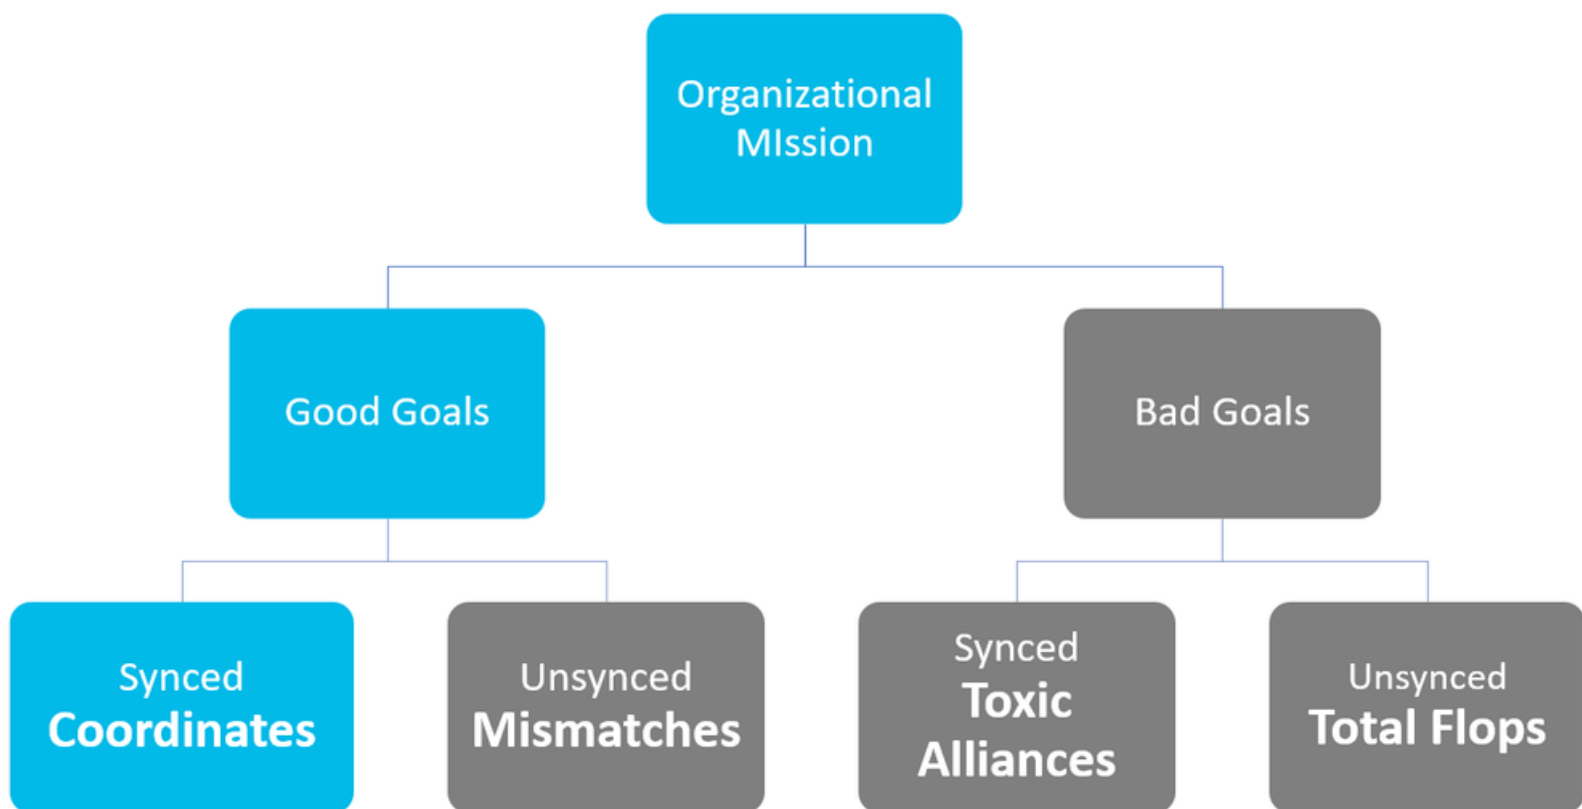 Organizational
MIssion
Good Goals
Bad Goals
Synced
Coordinates
Unsynced
Mismatches
Synced
Toxic
Alliances
Unsynced
Total Flops